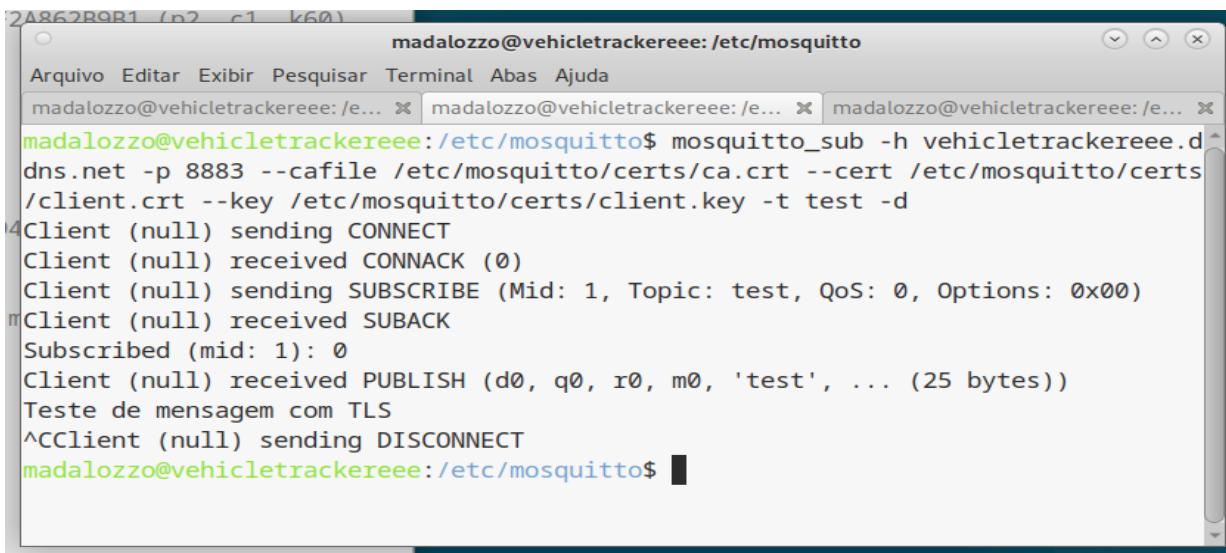 2A862B9B1 (p2, c1, k60)
madalozzo@vehicletrackereee: /etc/mosquitto
Arquivo Editar Exibir Pesquisar Terminal Abas Ajuda
madalozzo@vehicletrackereee: /e... madalozzo@vehicletrackereee: /e... madalozzo@vehicletrackereee: /e...
madalozzo@vehicletrackereee:/etc/mosquitto$ mosquitto_sub -h vehicletrackereee.d
dns.net -p 8883 --cafile /etc/mosquitto/certs/ca.crt --cert /etc/mosquitto/certs
/client.crt --key /etc/mosquitto/certs/client.key -t test -d
Client (null) sending CONNECT
Client (null) received CONNACK (0)
Client (null) sending SUBSCRIBE (Mid: 1, Topic: test, QoS: 0, Options: 0x00)
Client (null) received SUBACK
Subscribed (mid: 1): 0
Client (null) received PUBLISH (d0, q0, r0, m0, 'test', ... (25 bytes))
Teste de mensagem com TLS
^CClient (null) sending DISCONNECT
madalozzo@vehicletrackereee:/etc/mosquitto$